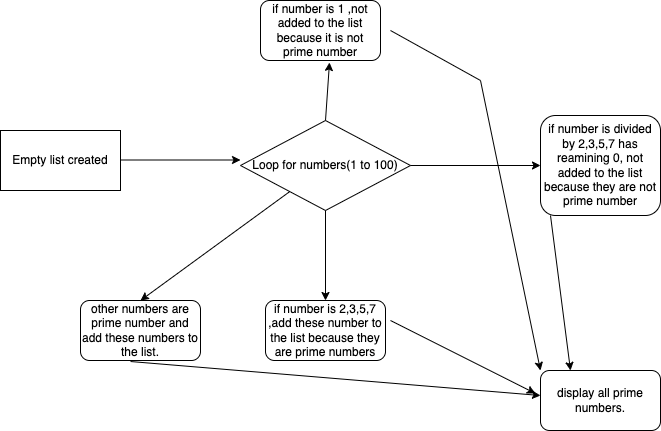 if number is 1 ,not
added to the list
because it is not
prime number
Empty list created
Loop for numbers(1 to 100)
if number is divided
by 2,3,5,7 has
reamining 0, not
added to the list
because they are not
prime number
other numbers are
prime number and
add these numbers to
the list.
if number is 2,3,5,7
,add these number to
the list because they
are prime numbers
display all prime
numbers.